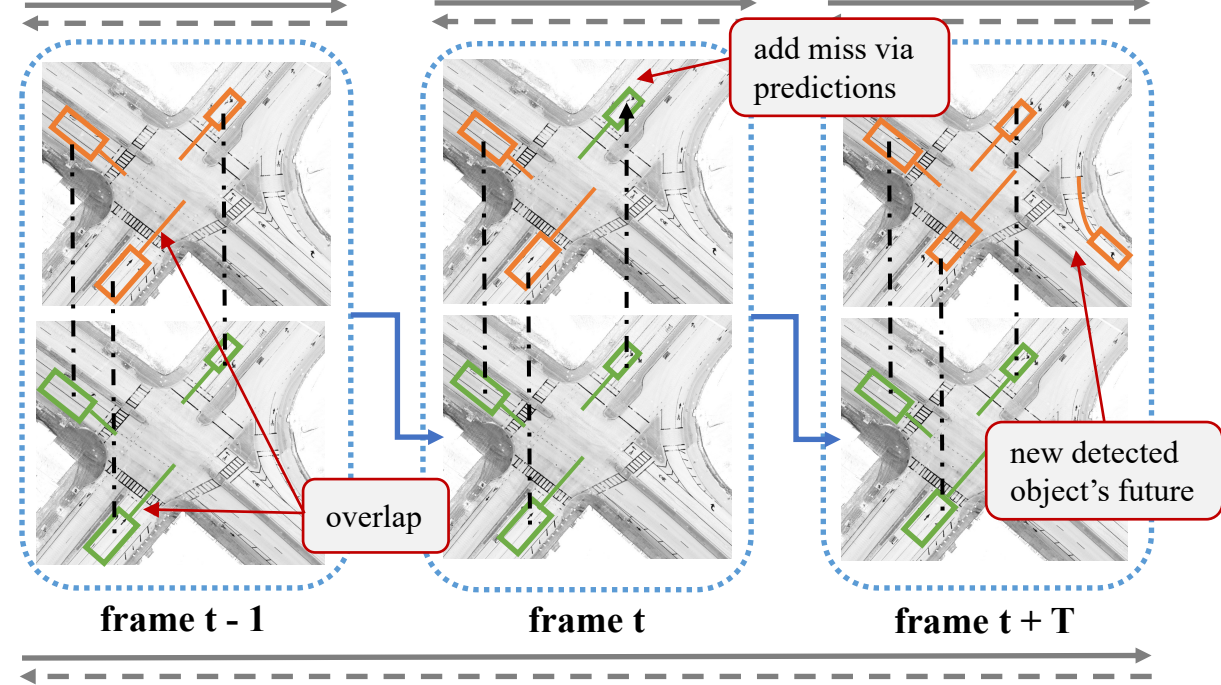 add miss via
predictions
overlap
new detected
object's future
frame t - 1
frame t
frame t + T